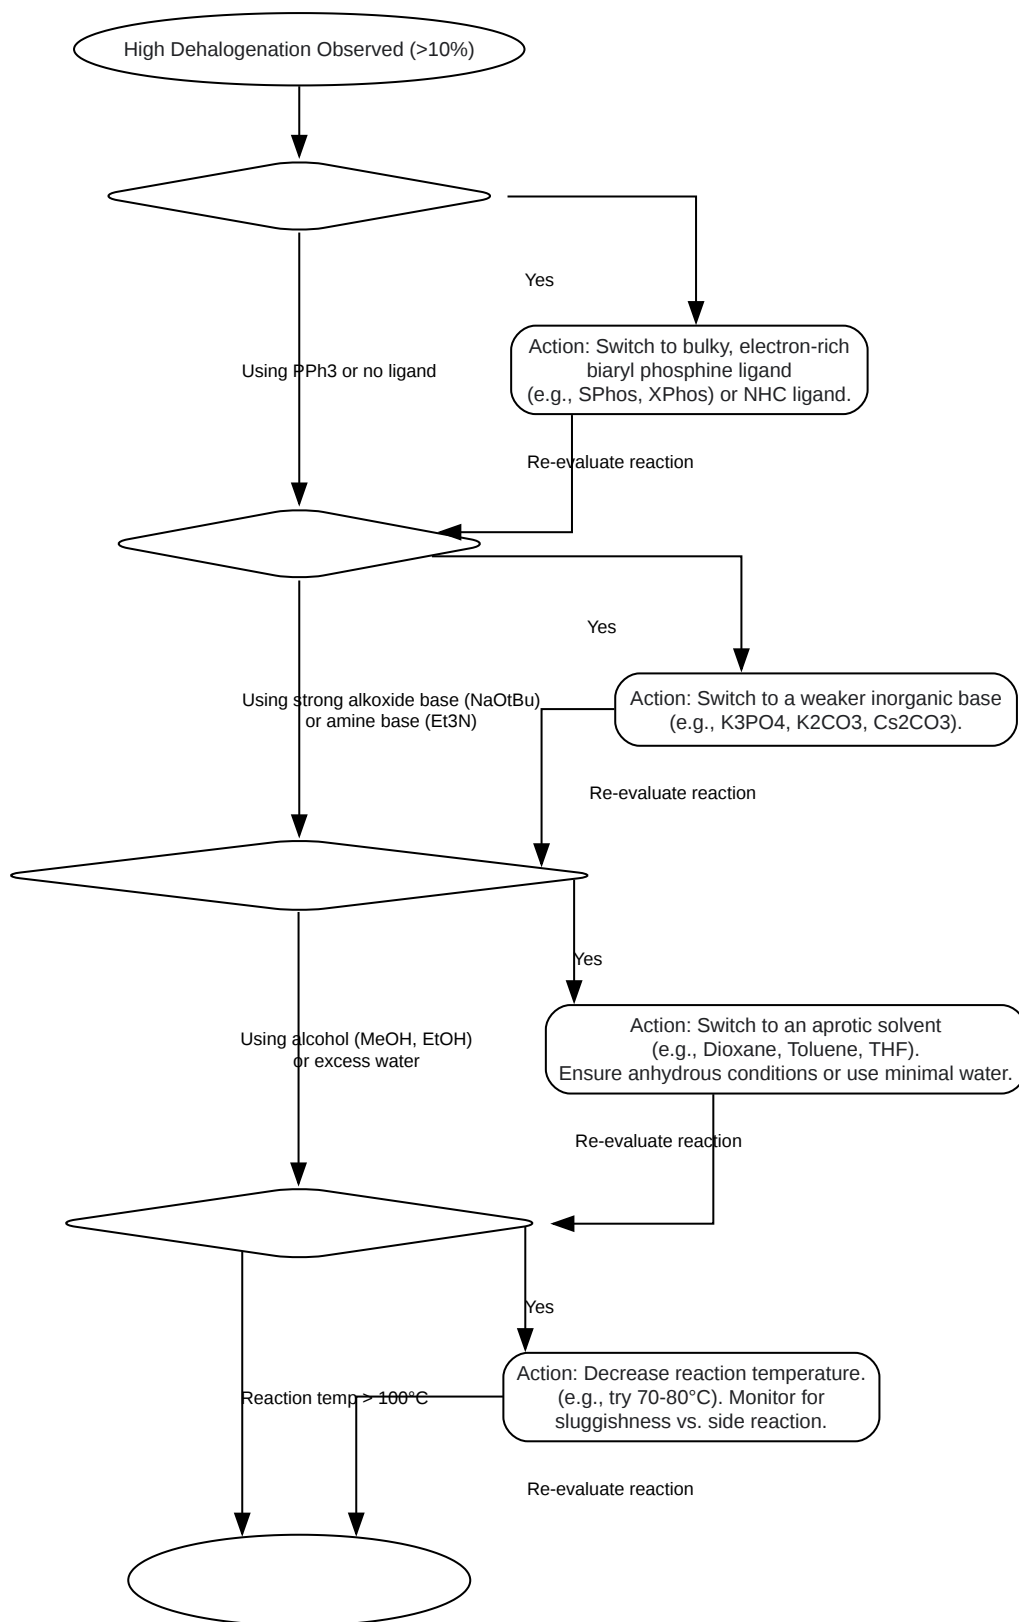 High Dehalogenation Observed (>10%)
Yes
Action: Switch to bulky, electron-rich
biaryl phosphine ligand
(e.g., SPhos, XPhos) or NHC ligand.
Using PPh3 or no ligand
Re-evaluate reaction
Yes
Action: Switch to a weaker inorganic base
(e.g., K3PO4, K2CO3, Cs2CO3).
Using strong alkoxide base (NaOtBu)
or amine base (Et3N)
Re-evaluate reaction
Yes
Action: Switch to an aprotic solvent
(e.g., Dioxane, Toluene, THF).
Ensure anhydrous conditions or use minimal water.
Using alcohol (MeOH, EtOH)
or excess water
Re-evaluate reaction
Yes
Action: Decrease reaction temperature.
(e.g., try 70-80°C). Monitor for
sluggishness vs. side reaction.
Reaction temp > 100°C
Re-evaluate reaction